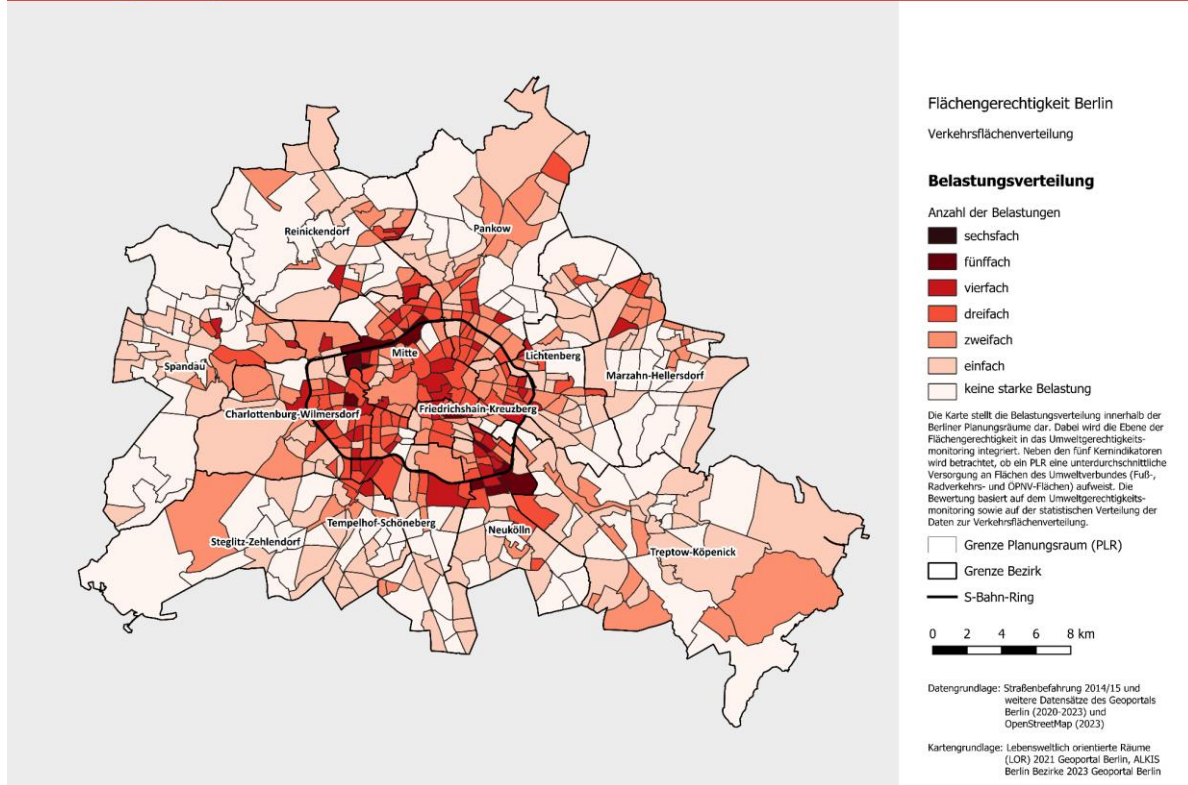 Flächengerechtigkeit Berlin
Verkehrsflächenverteilung
Belastungsverteilung
Anzahl der Belastungen
sechsfach
fünffach
vierfach
dreifach
zweifach
einfach
keine starke Belastung
Die Karte stellt die Belastungsverteilung innerhalb der
Berliner Planungsräume dar. Dabei wird die Ebene der
Flächengerechtigkeit in das Umweltgerechtigkeits-
monitoring integriert. Neben den fünf Kernindikatoren
wird betrachtet, ob ein PLR eine unterdurchschnittliche
Versorgung an Flächen des Umweltverbundes (Fuß-,
Radverkehrs- und ÖPNV-Flächen) aufweist. Die
Bewertung basiert auf dem Umweltgerechtigkeits-
monitoring sowie auf der statistischen Verteilung der
Daten zur Verkehrsflächenverteilung.
Grenze Planungsraum (PLR)
Grenze Bezirk
S-Bahn-Ring
0 2 4 6 8 km
Datengrundlage: Straßenbefahrung 2014/15 und
weitere Datensätze des Geoportals
Berlin (2020-2023) und
OpenStreetMap (2023)
Kartengrundlage: Lebensweltlich orientierte Räume
(LOR) 2021 Geoportal Berlin, ALKIS
Berlin Bezirke 2023 Geoportal Berlin
Reinickendorf
Pankow
Mitte
Lichtenberg
Spandau
Marzahn-Hellersdorf
Charlottenburg-Wilmersdorf
Friedrichshain-Kreuzberg
Tempelhof-Schöneberg
Neukölln
Steglitz-Zehlendorf
Treptow-Köpenick